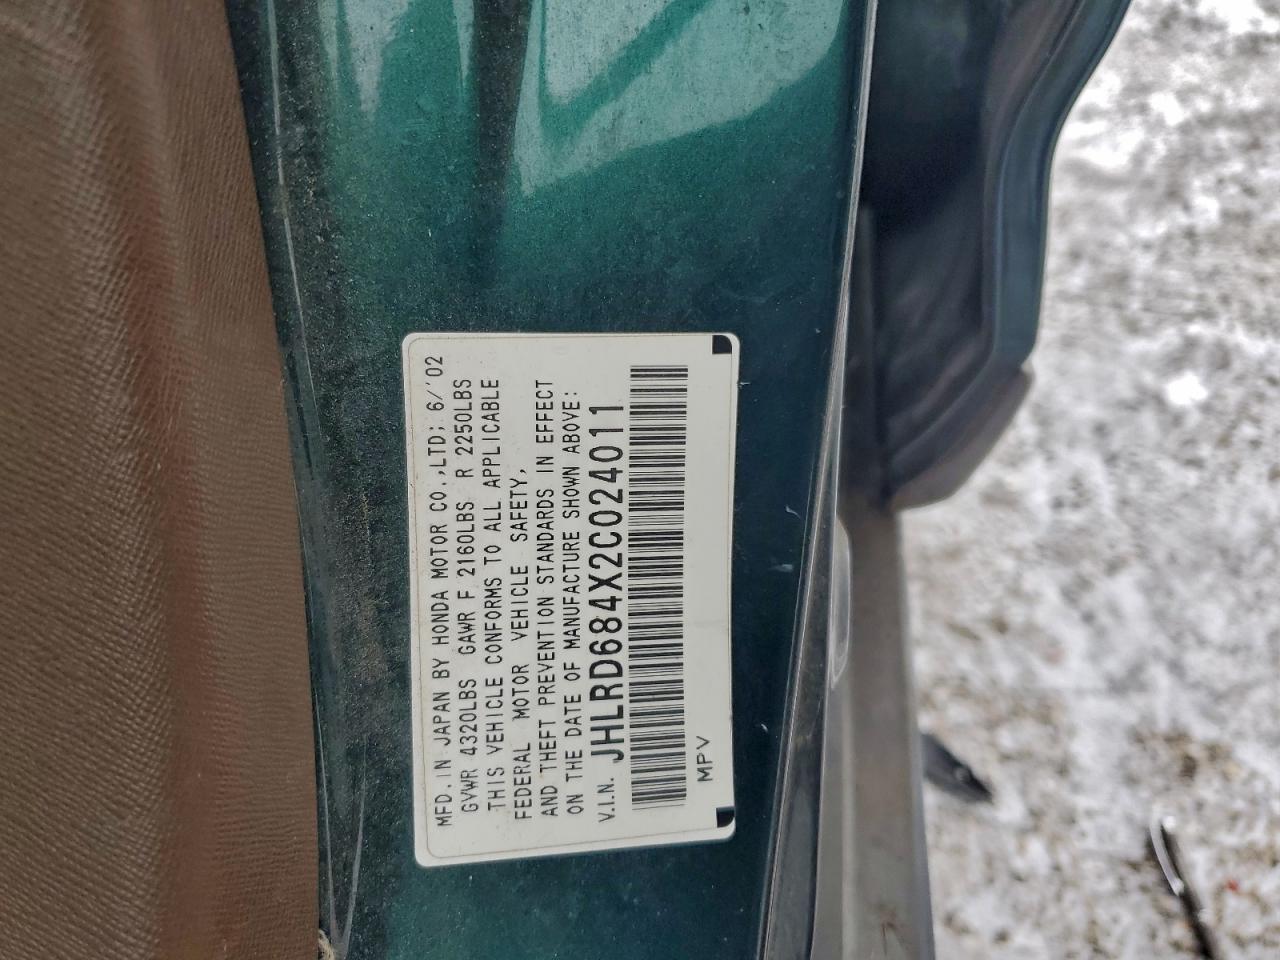 MFD. IN JAPAN BY HONDA MOTOR CO.,LTD; 6/'02
GVWR 4320LBS GAWR F 2160LBS R 2250LBS
THIS VEHICLE CONFORMS TO ALL APPLICABLE
FEDERAL MOTOR VEHICLE SAFETY,
AND THEFT PREVENTION STANDARDS IN EFFECT
ON THE DATE OF MANUFACTURE SHOWN ABOVE:
V.I.N. JHLRD684X2C024011
MPV